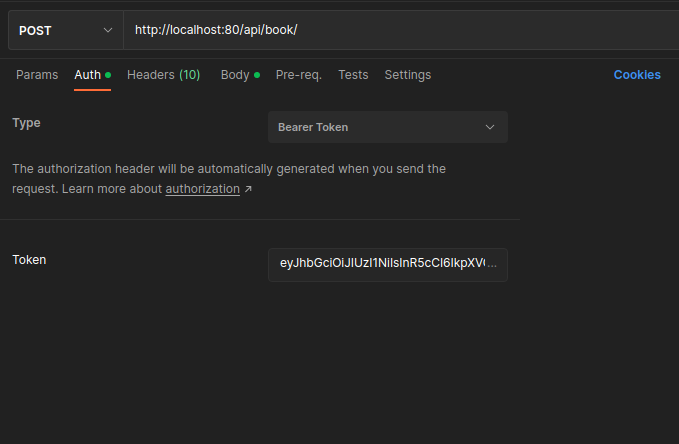 POST http://localhost:80/api/book/
Params Auth Headers (10) Body Pre-req. Tests Settings Cookies
Type Bearer Token
The authorization header will be automatically generated when you send the
request. Learn more about authorization ↗
Token eyJhbGciOiJIUzI1NiIsInR5cCI6IkpXVC...